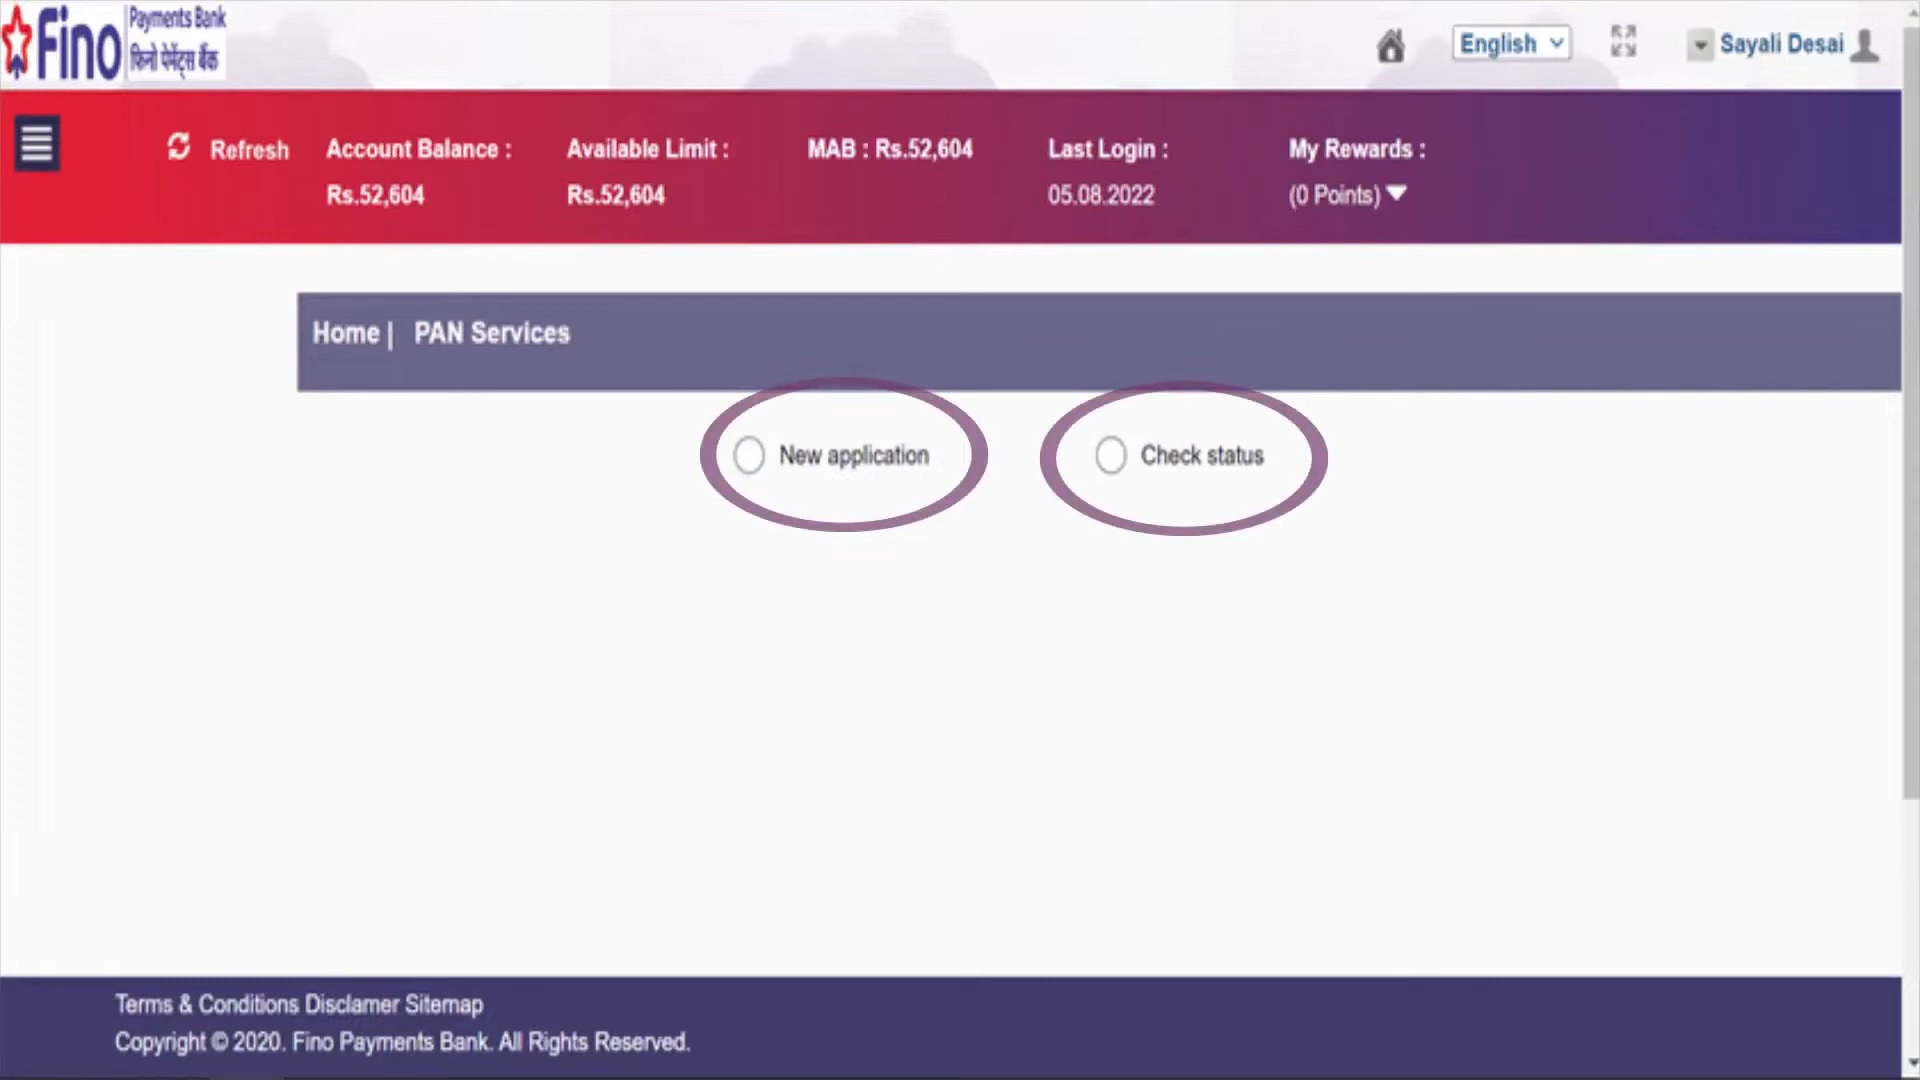 Fino Payments Bank
फिनो पेमेंट्स बैंक
English
Sayali Desai
Refresh
Account Balance :
Rs.52,604
Available Limit :
Rs.52,604
MAB : Rs.52,604
Last Login :
05.08.2022
My Rewards :
(0 Points)
Home | PAN Services
New application
Check status
Terms & Conditions Disclamer Sitemap
Copyright © 2020. Fino Payments Bank. All Rights Reserved.